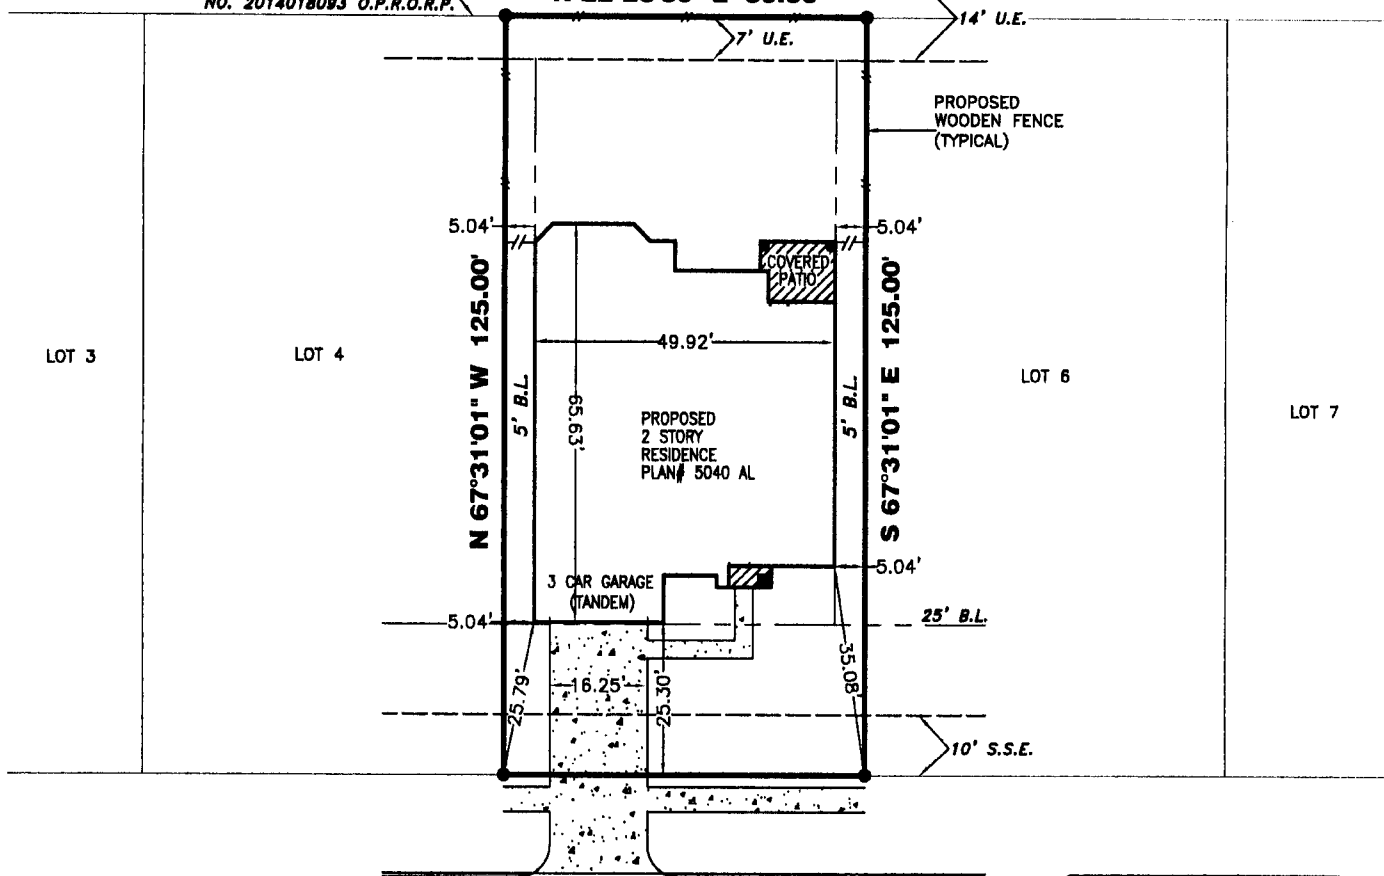 NO. 2014018093 O.P.R.O.R.P.
14' U.E.
7' U.E.
PROPOSED
WOODEN FENCE
(TYPICAL)
5.04'
5.04'
COVERED
PATIO
N 67°31'01" W 125.00'
S 67°31'01" E 125.00'
49.92'
LOT 3
LOT 4
LOT 6
LOT 7
5' B.L.
5' B.L.
65.63'
PROPOSED
2 STORY
RESIDENCE
PLAN# 5040 AL
5.04'
3 CAR GARAGE
(TANDEM)
5.04'
25' B.L.
25.79'
16.25'
25.30'
35.08'
10' S.S.E.